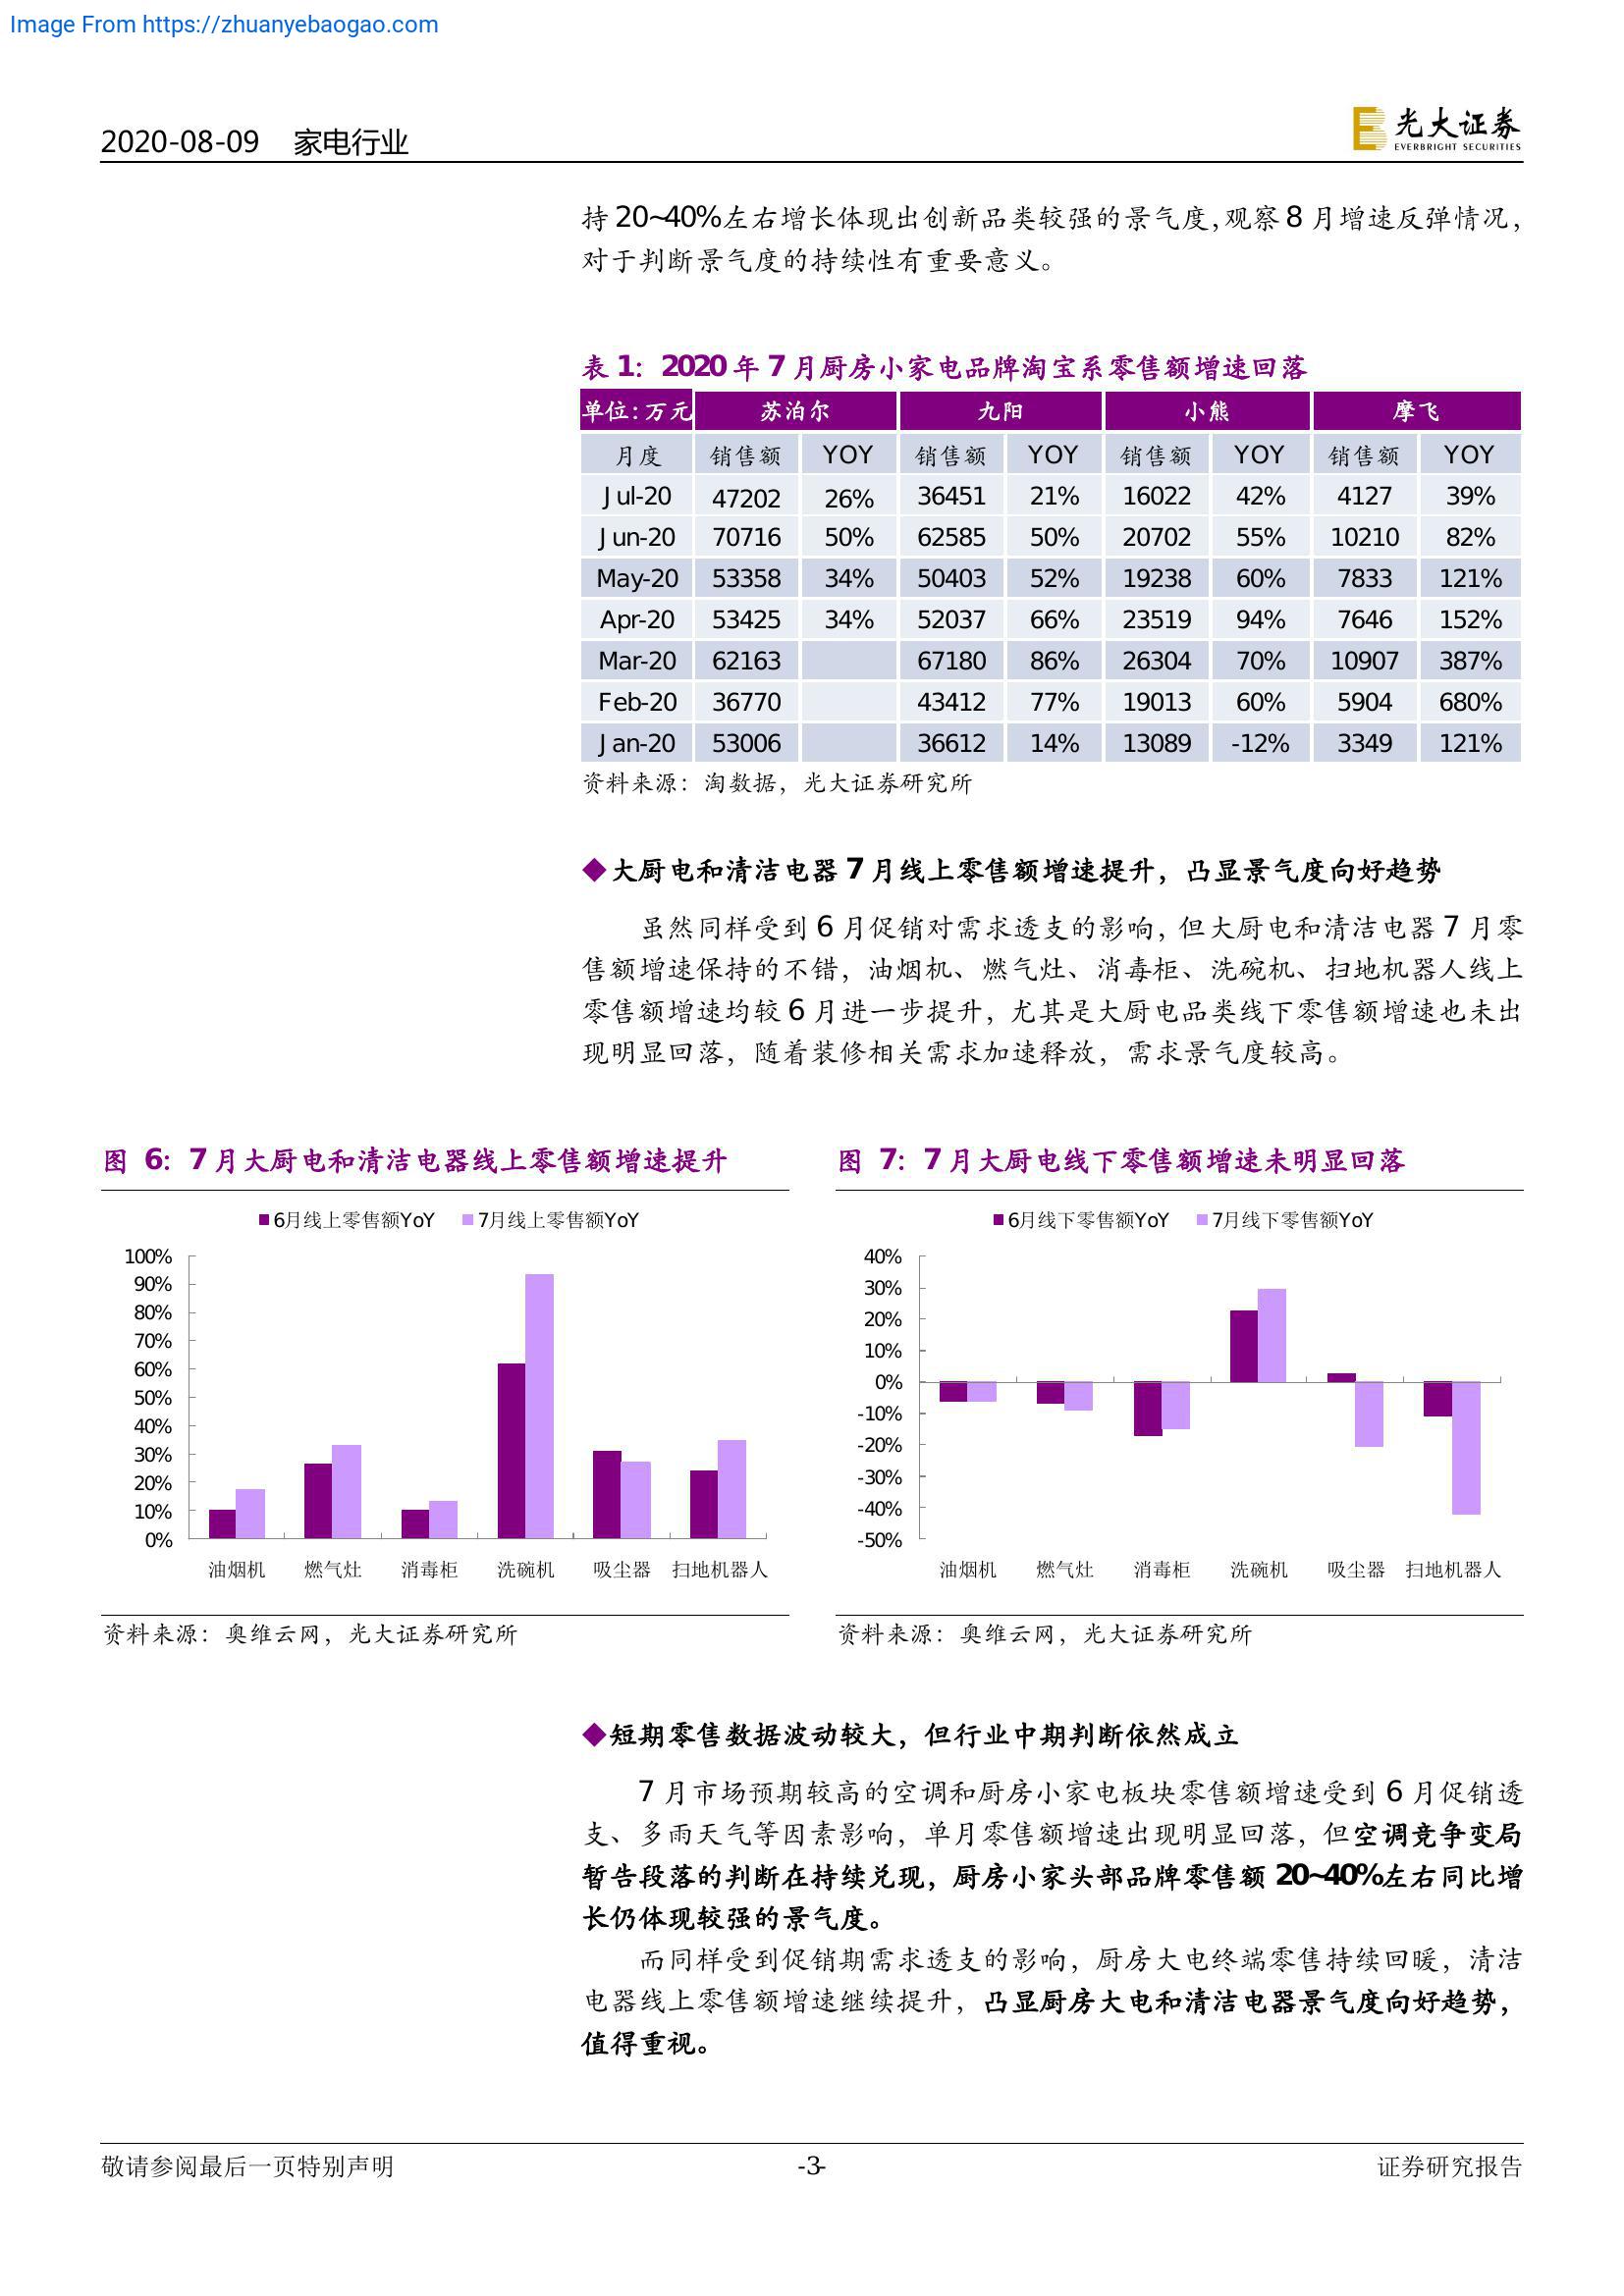 Image From https://zhuanyebaogao.com
2020-08-09 家电行业
光大证券
EVERBRIGHT SECURITIES
持 20~40%左右增长体现出创新品类较强的景气度，观察 8 月增速反弹情况，
对于判断景气度的持续性有重要意义。
表 1：2020 年 7 月厨房小家电品牌淘宝系零售额增速回落
单位：万元 苏泊尔 九阳 小熊 摩飞
月度 销售额 YOY 销售额 YOY 销售额 YOY 销售额 YOY
Jul-20 47202 26% 36451 21% 16022 42% 4127 39%
Jun-20 70716 50% 62585 50% 20702 55% 10210 82%
May-20 53358 34% 50403 52% 19238 60% 7833 121%
Apr-20 53425 34% 52037 66% 23519 94% 7646 152%
Mar-20 62163 67180 86% 26304 70% 10907 387%
Feb-20 36770 43412 77% 19013 60% 5904 680%
Jan-20 53006 36612 14% 13089 -12% 3349 121%
资料来源：淘数据，光大证券研究所
◆大厨电和清洁电器 7 月线上零售额增速提升，凸显景气度向好趋势
虽然同样受到 6 月促销对需求透支的影响，但大厨电和清洁电器 7 月零
售额增速保持的不错，油烟机、燃气灶、消毒柜、洗碗机、扫地机器人线上
零售额增速均较 6 月进一步提升，尤其是大厨电品类线下零售额增速也未出
现明显回落，随着装修相关需求加速释放，需求景气度较高。
图 6：7 月大厨电和清洁电器线上零售额增速提升
6月线上零售额YoY 7月线上零售额YoY
100%
90%
80%
70%
60%
50%
40%
30%
20%
10%
0%
油烟机 燃气灶 消毒柜 洗碗机 吸尘器 扫地机器人
资料来源：奥维云网，光大证券研究所
图 7：7 月大厨电线下零售额增速未明显回落
6月线下零售额YoY 7月线下零售额YoY
40%
30%
20%
10%
0%
-10%
-20%
-30%
-40%
-50%
油烟机 燃气灶 消毒柜 洗碗机 吸尘器 扫地机器人
资料来源：奥维云网，光大证券研究所
◆短期零售数据波动较大，但行业中期判断依然成立
7 月市场预期较高的空调和厨房小家电板块零售额增速受到 6 月促销透
支、多雨天气等因素影响，单月零售额增速出现明显回落，但空调竞争变局
暂告段落的判断在持续兑现，厨房小家头部品牌零售额 20~40%左右同比增
长仍体现较强的景气度。
而同样受到促销期需求透支的影响，厨房大电终端零售持续回暖，清洁
电器线上零售额增速继续提升，凸显厨房大电和清洁电器景气度向好趋势，
值得重视。
敬请参阅最后一页特别声明 -3- 证券研究报告